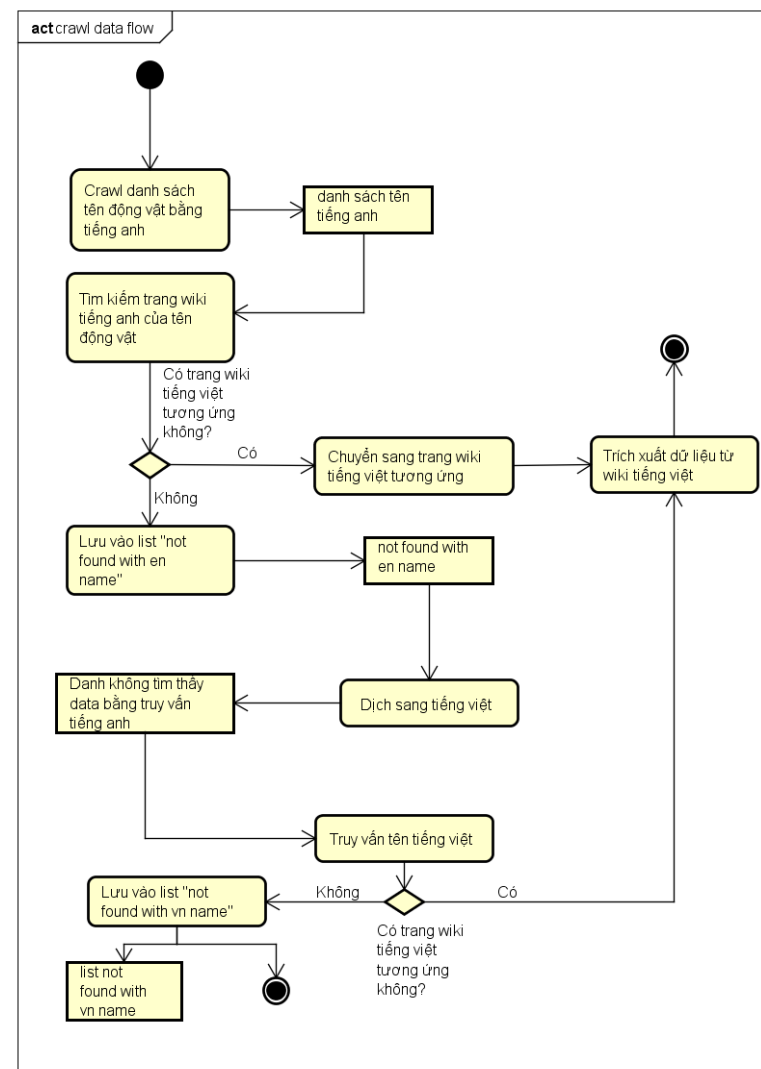 act crawl data flow
Crawl danh sách
tên động vật bằng
tiếng anh
danh sách tên
tiếng anh
Tìm kiếm trang wiki
tiếng anh của tên
động vật
Có trang wiki
tiếng việt
tương ứng
không?
Có
Chuyển sang trang wiki
tiếng việt tương ứng
Trích xuất dữ liệu từ
wiki tiếng việt
Không
Lưu vào list "not
found with en
name"
not found with
en name
Danh không tìm thấy
data bằng truy vấn
tiếng anh
Dịch sang tiếng việt
Truy vấn tên tiếng việt
Lưu vào list "not
found with vn name"
Không
Có
Có trang wiki
tiếng việt
tương ứng
không?
list not
found with
vn name